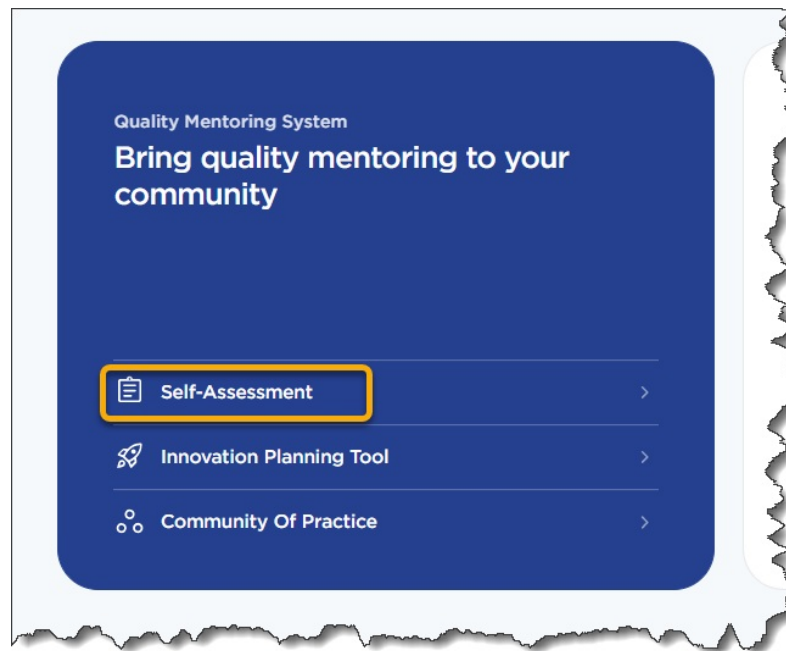 Quality Mentoring System
Bring quality mentoring to your
community
Self-Assessment
Innovation Planning Tool
Community Of Practice